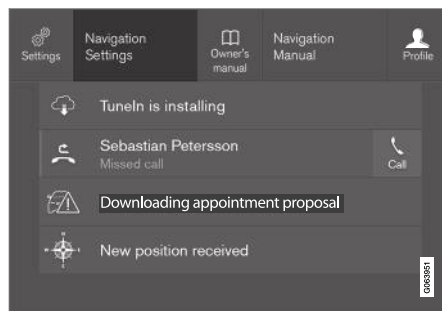 Settings
Navigation
Settings
Owner's
manual
Navigation
Manual
Profile
TuneIn is installing
Sebastian Petersson
Missed call
Call
Downloading appointment proposal
New position received
G063951